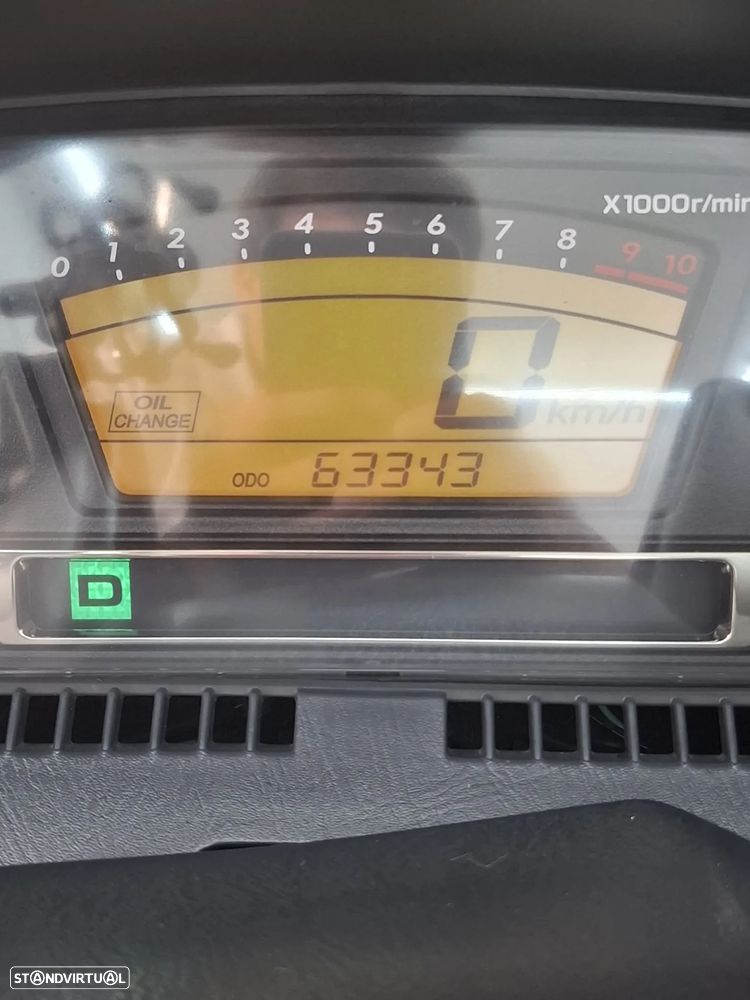 X1000r/min
0 1 2 3 4 5 6 7 8 9 10
0 km/h
OIL
CHANGE
ODO 63343
D
STANDVIRTUAL